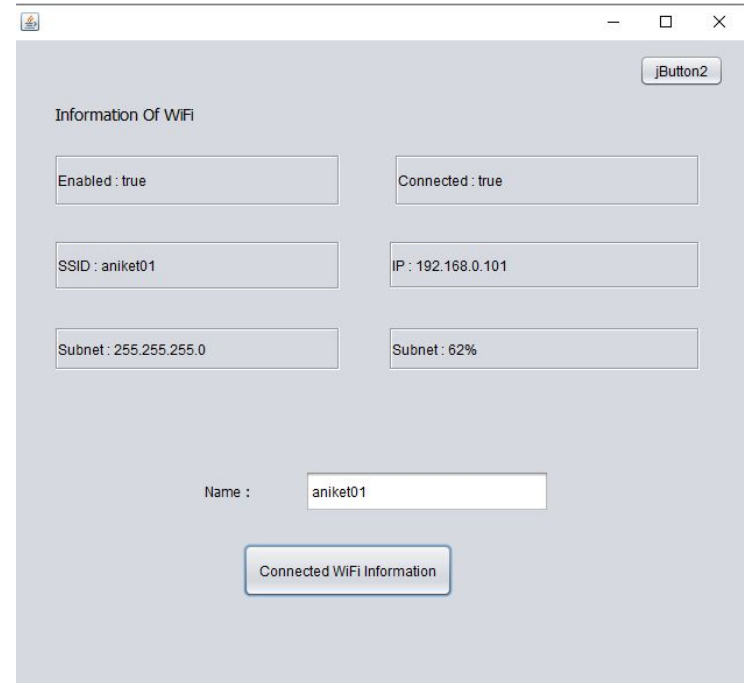 jButton2
Information Of WiFi
Enabled : true
Connected : true
SSID : aniket01
IP : 192.168.0.101
Subnet : 255.255.255.0
Subnet : 62%
Name :
aniket01
Connected WiFi Information